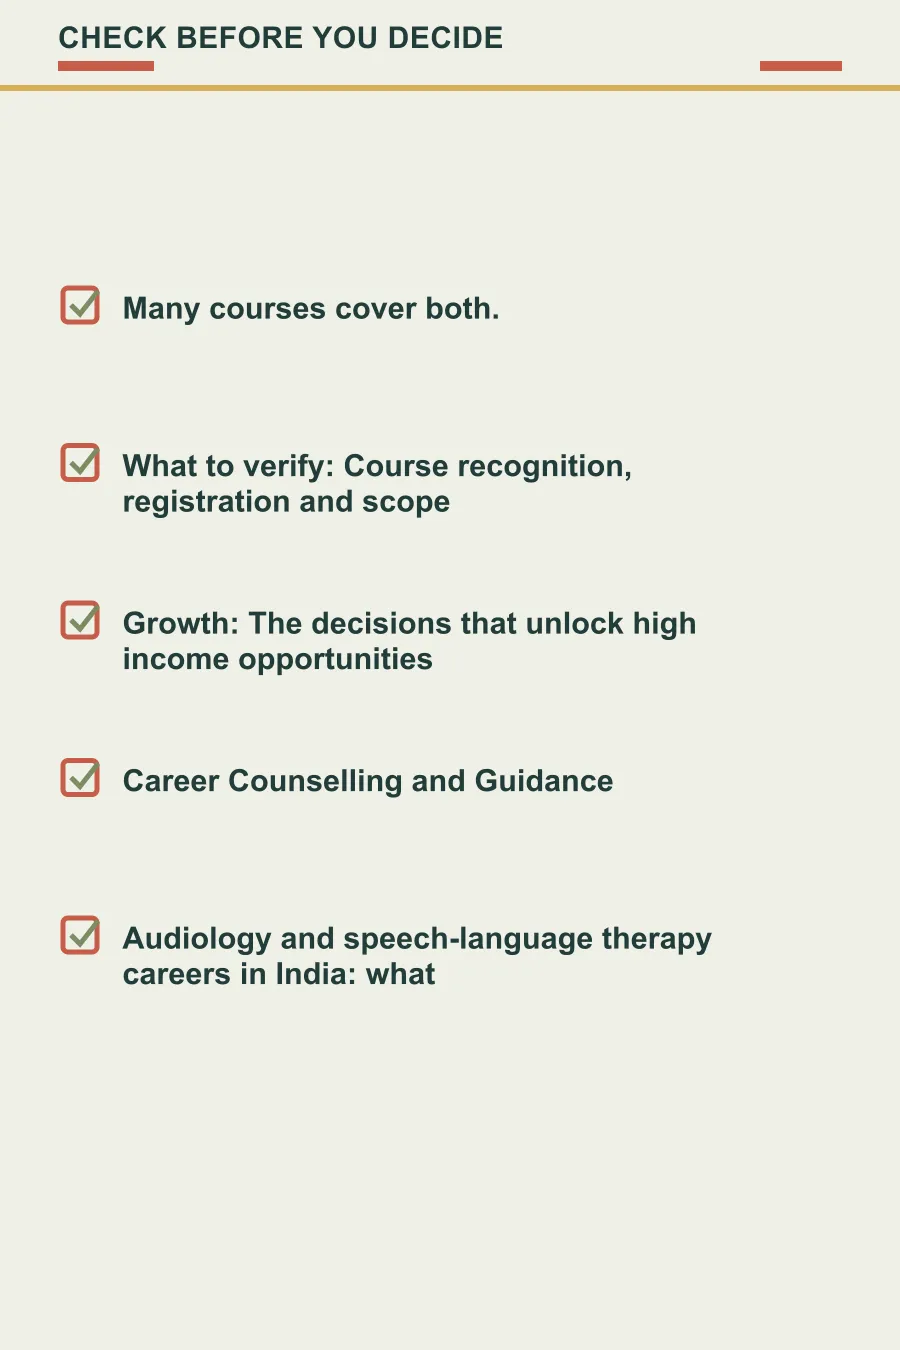 CHECK BEFORE YOU DECIDE
Many courses cover both.
What to verify: Course recognition,
registration and scope
Growth: The decisions that unlock high
income opportunities
Career Counselling and Guidance
Audiology and speech-language therapy
careers in India: what